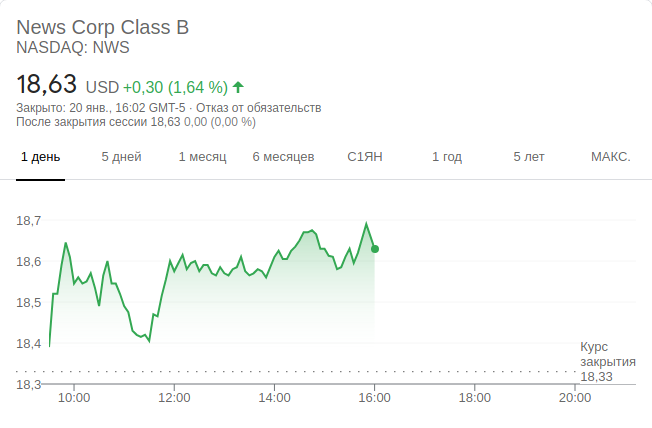 News Corp Class B
NASDAQ: NWS
18,63 USD +0,30 (1,64 %)
Закрыто: 20 янв., 16:02 GMT-5 · Отказ от обязательств
После закрытия сессии 18,63 0,00 (0,00 %)
1 день 5 дней 1 месяц 6 месяцев С1ЯН 1 год 5 лет МАКС.
18,7
18,6
18,5
18,4
Курс
закрытия
18,33
18,3
10:00 12:00 14:00 16:00 18:00 20:00